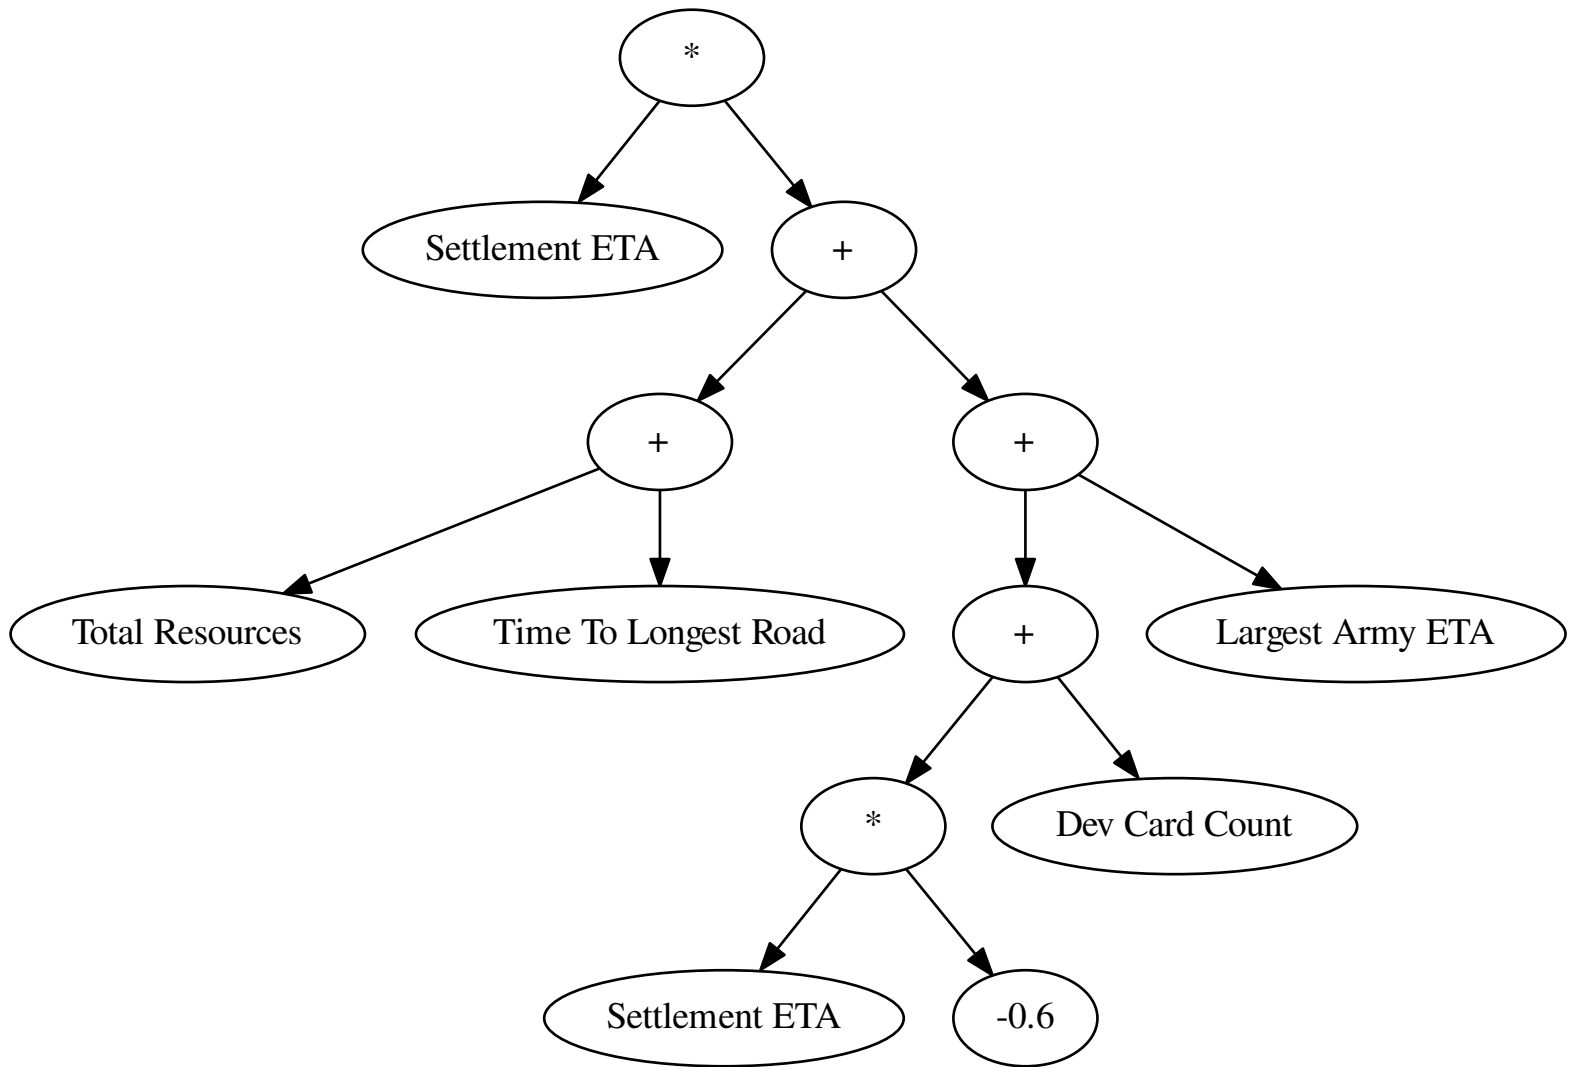 *
Settlement ETA
+
+
+
Total Resources
Time To Longest Road
+
Largest Army ETA
*
Dev Card Count
Settlement ETA
-0.6